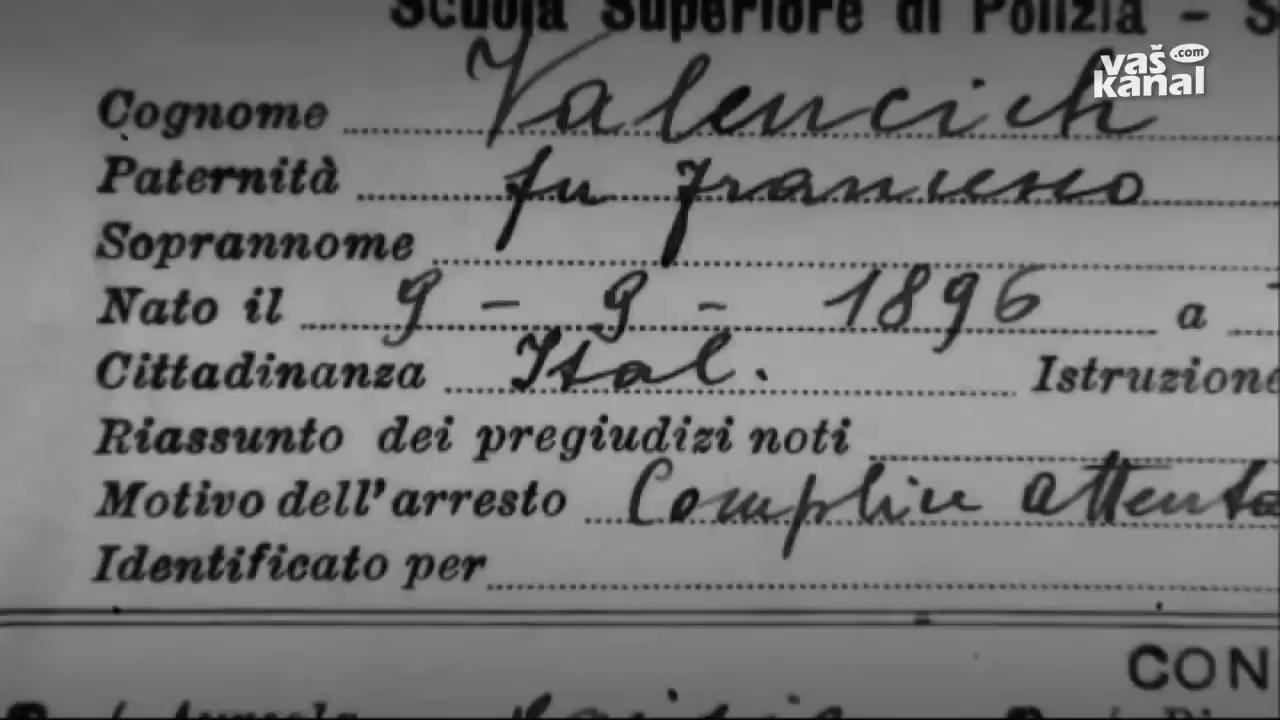 Scuola Superiore di Polizia - S
vaš kanal .com
Cognome Valencich
Paternità fu Francesco
Soprannome
Nato il 9 - 9 - 1896 a
Cittadinanza Ital. Istruzione
Riassunto dei pregiudizi noti
Motivo dell'arresto Complice attenta
Identificato per
CON